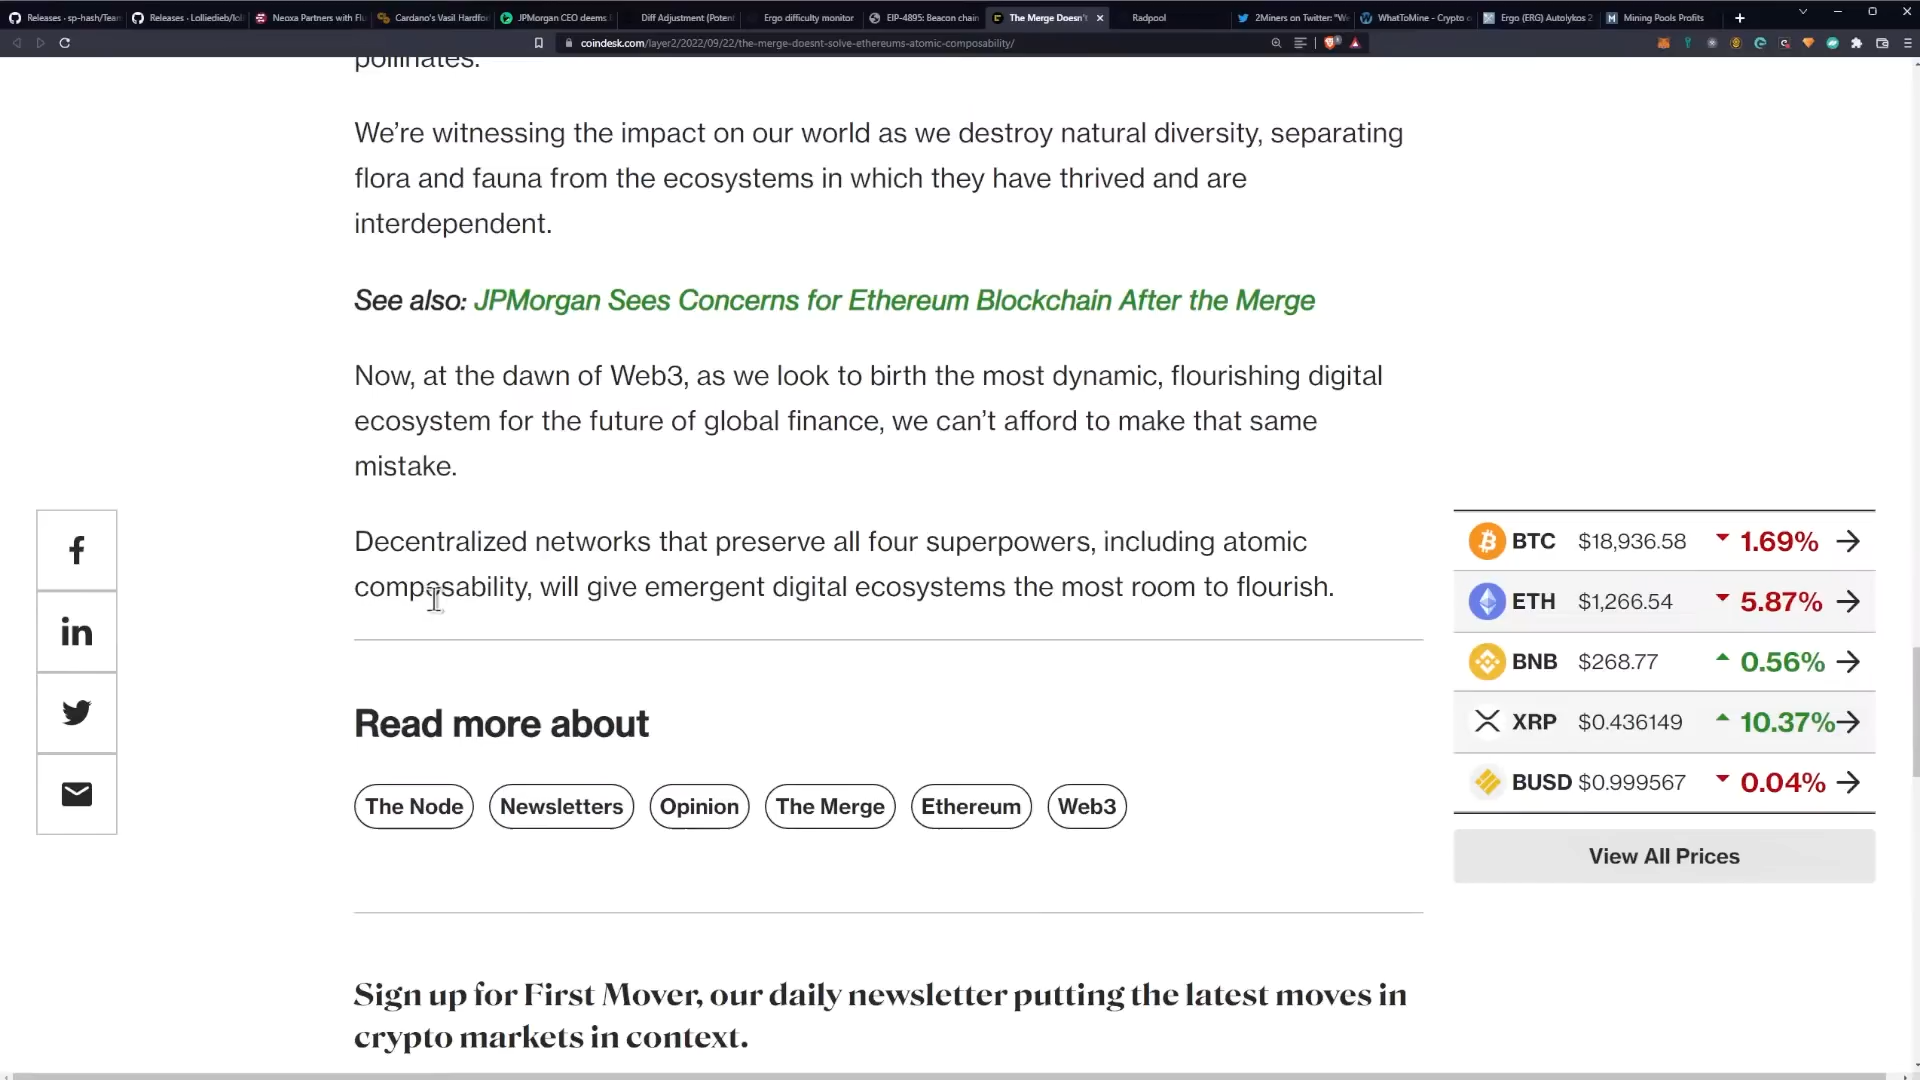 Releases · sp-hash/Tean
Releases · Lolliedieb/lol
Neoxa Partners with Flu
Cardano's Vasil Hardfo
JPMorgan CEO deems
Diff Adjustment (Poten
Ergo difficulty monitor
EIP-4895: Beacon chain
The Merge Doesn'
Radpool
2Miners on Twitter: "We
WhatToMine - Crypto c
Ergo (ERG) Autolykos 2
Mining Pools Profits
coindesk.com/layer2/2022/09/22/the-merge-doesnt-solve-ethereums-atomic-composability/
pollinates.
We’re witnessing the impact on our world as we destroy natural diversity, separating
flora and fauna from the ecosystems in which they have thrived and are
interdependent.
See also: JPMorgan Sees Concerns for Ethereum Blockchain After the Merge
Now, at the dawn of Web3, as we look to birth the most dynamic, flourishing digital
ecosystem for the future of global finance, we can’t afford to make that same
mistake.
Decentralized networks that preserve all four superpowers, including atomic
composability, will give emergent digital ecosystems the most room to flourish.
BTC $18,936.58 1.69%
ETH $1,266.54 5.87%
BNB $268.77 0.56%
XRP $0.436149 10.37%
BUSD $0.999567 0.04%
View All Prices
Read more about
The Node Newsletters Opinion The Merge Ethereum Web3
Sign up for First Mover, our daily newsletter putting the latest moves in
crypto markets in context.